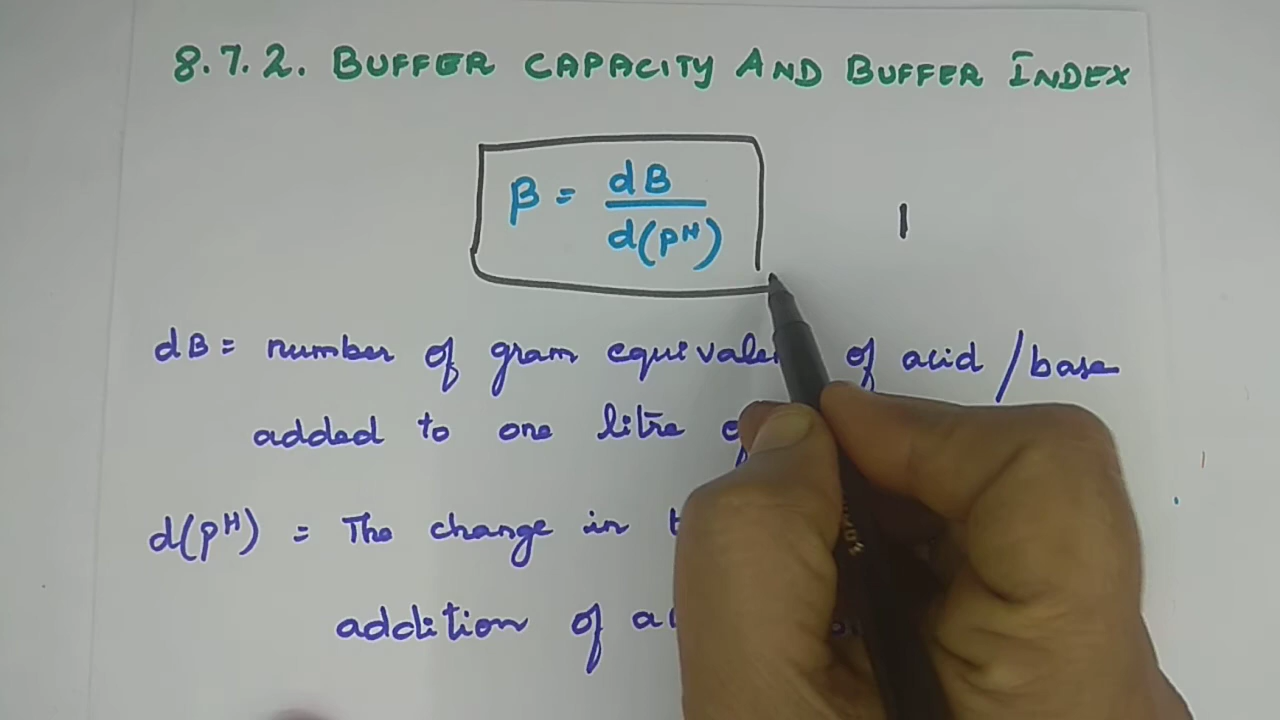 8.7.2. BUFFER CAPACITY AND BUFFER INDEX
β = dB / d(pH)
dB = number of gram of acid / base
added to one litre
d(pH) = The change in
addition of